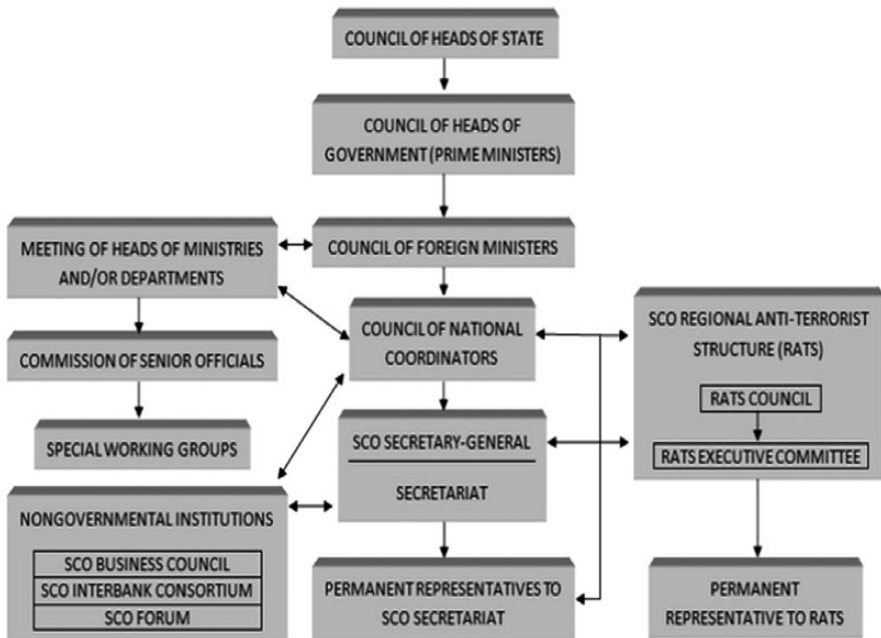 COUNCIL OF HEADS OF STATE
COUNCIL OF HEADS OF
GOVERNMENT (PRIME MINISTERS)
MEETING OF HEADS OF MINISTRIES
AND/OR DEPARTMENTS
COUNCIL OF FOREIGN MINISTERS
COMMISSION OF SENIOR OFFICIALS
COUNCIL OF NATIONAL
COORDINATORS
SCO REGIONAL ANTI-TERRORIST
STRUCTURE (RATS)
RATS COUNCIL
RATS EXECUTIVE COMMITTEE
SPECIAL WORKING GROUPS
SCO SECRETARY-GENERAL
SECRETARIAT
NONGOVERNMENTAL INSTITUTIONS
SCO BUSINESS COUNCIL
SCO INTERBANK CONSORTIUM
SCO FORUM
PERMANENT REPRESENTATIVES TO
SCO SECRETARIAT
PERMANENT
REPRESENTATIVE TO RATS